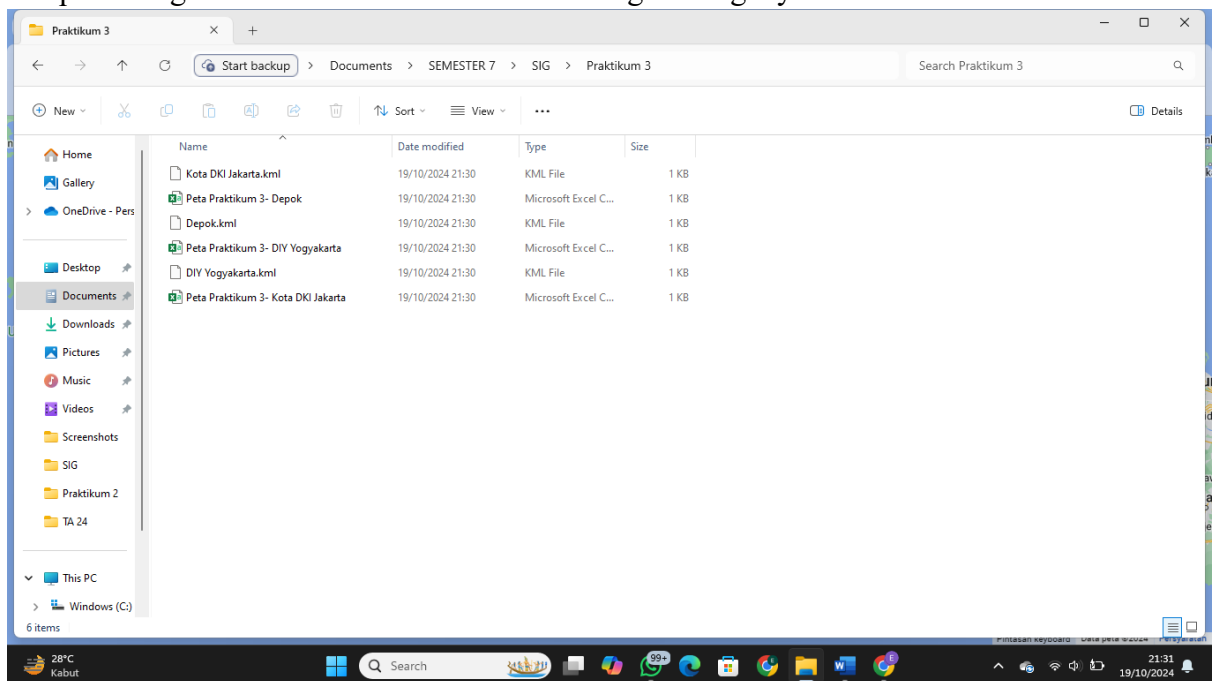 Praktikum 3
Start backup > Documents > SEMESTER 7 > SIG > Praktikum 3
Search Praktikum 3
New
Sort
View
Details
Name Date modified Type Size
Kota DKI Jakarta.kml 19/10/2024 21:30 KML File 1 KB
Peta Praktikum 3- Depok 19/10/2024 21:30 Microsoft Excel C... 1 KB
Depok.kml 19/10/2024 21:30 KML File 1 KB
Peta Praktikum 3- DIY Yogyakarta 19/10/2024 21:30 Microsoft Excel C... 1 KB
DIY Yogyakarta.kml 19/10/2024 21:30 KML File 1 KB
Peta Praktikum 3- Kota DKI Jakarta 19/10/2024 21:30 Microsoft Excel C... 1 KB
Home
Gallery
OneDrive - Pers
Desktop
Documents
Downloads
Pictures
Music
Videos
Screenshots
SIG
Praktikum 2
TA 24
This PC
Windows (C:)
6 items
28°C
Kabut
Search
99+
21:31
19/10/2024